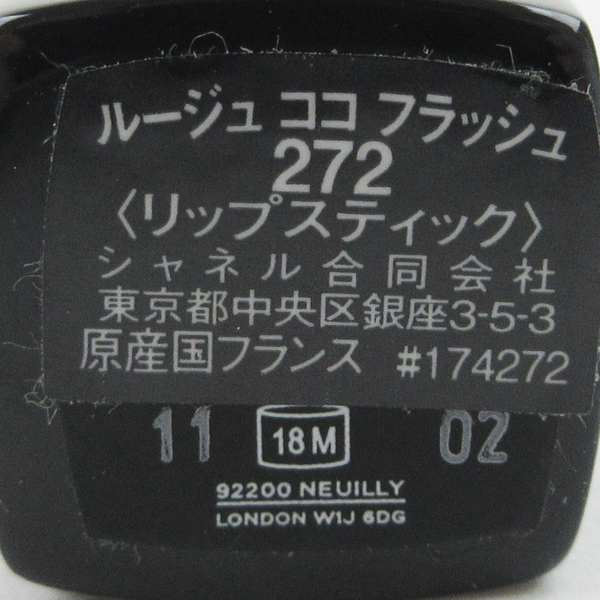 ルージュ ココ フラッシュ
272
〈リップスティック〉
シャネル合同会社
東京都中央区銀座3-5-3
原産国フランス #174272
11 18M 02
92200 NEUILLY
LONDON W1J 6DG